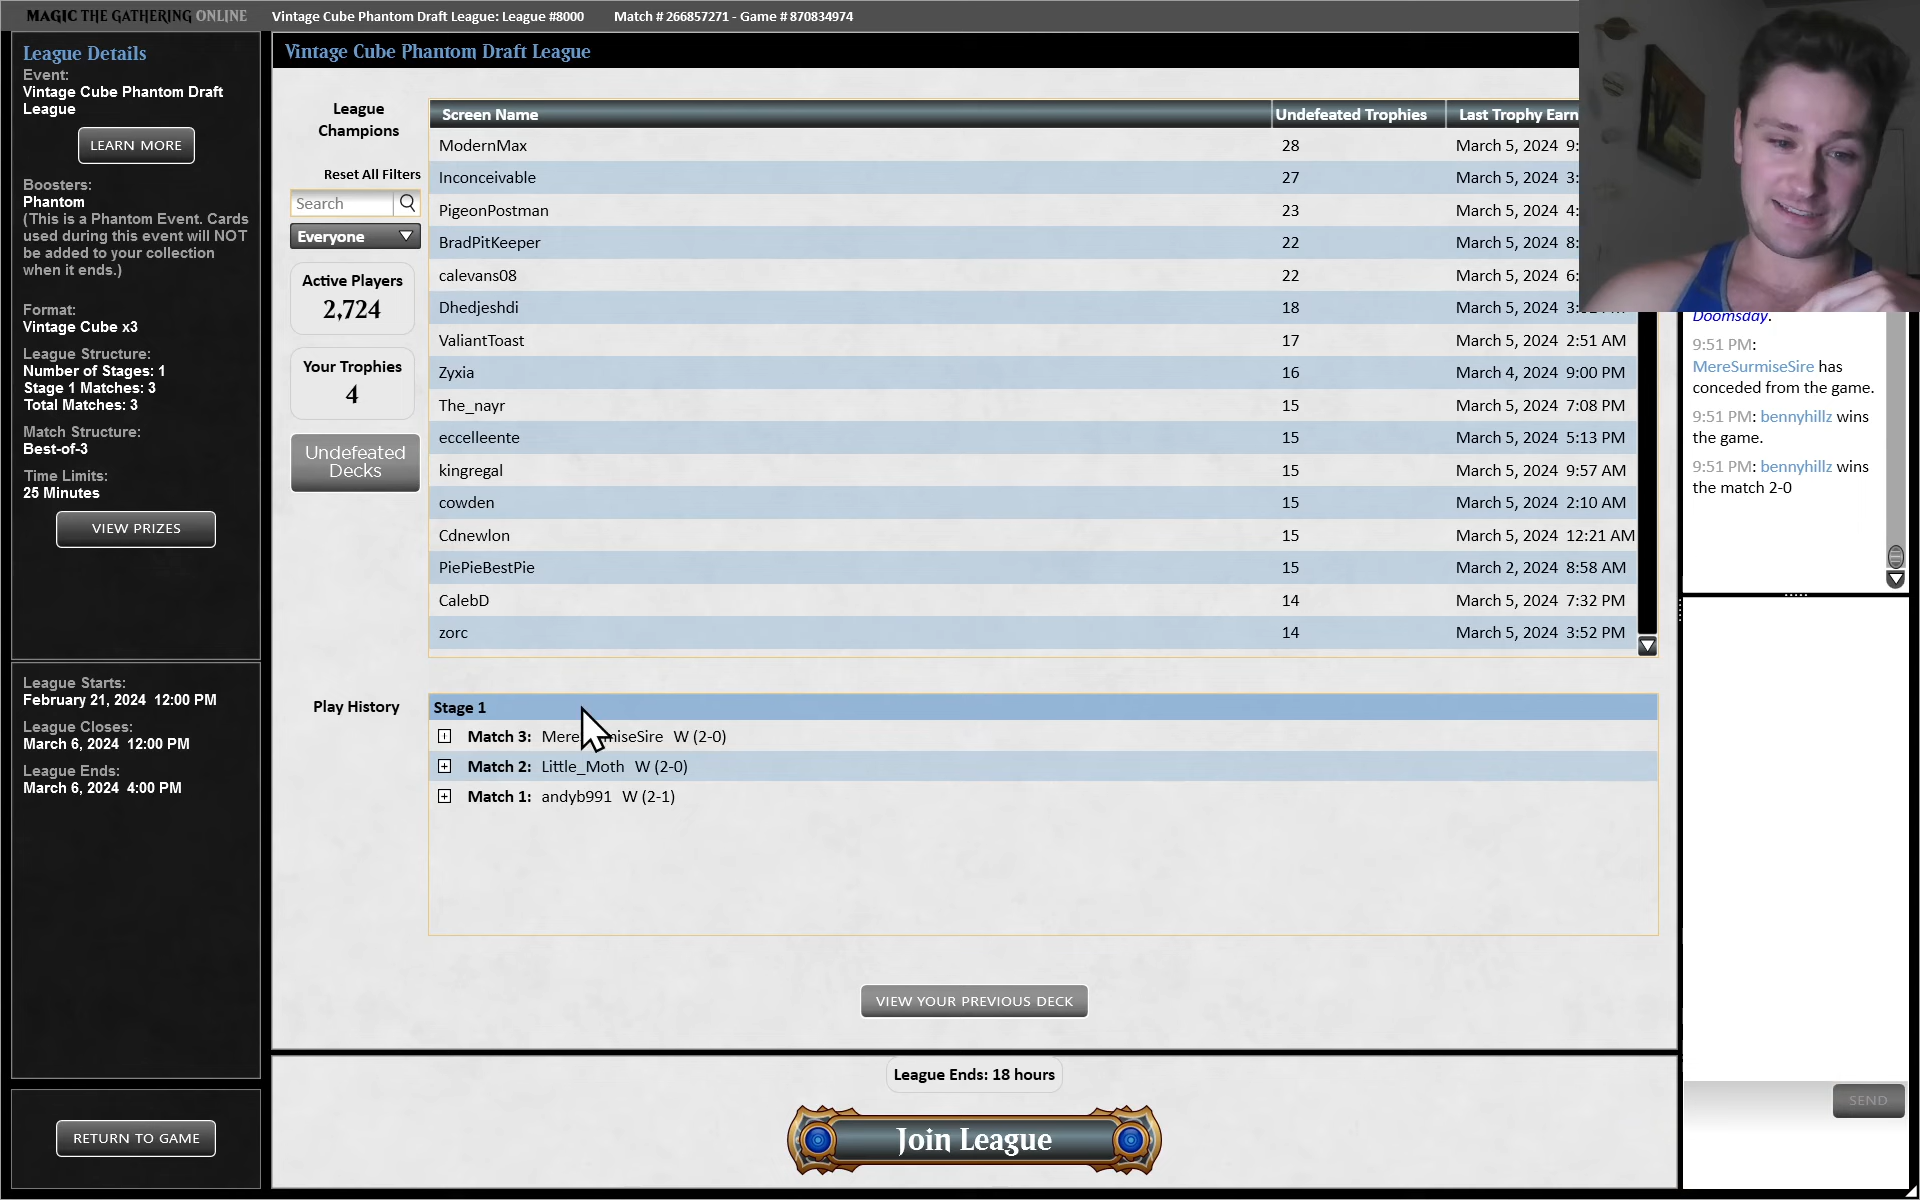 MAGIC THE GATHERING ONLINE
Vintage Cube Phantom Draft League: League #8000
Match # 266857271 - Game # 870834974
League Details
Event:
Vintage Cube Phantom Draft
League
LEARN MORE
Boosters:
Phantom
(This is a Phantom Event. Cards
used during this event will NOT
be added to your collection
when it ends.)
Format:
Vintage Cube x3
League Structure:
Number of Stages: 1
Stage 1 Matches: 3
Total Matches: 3
Match Structure:
Best-of-3
Time Limits:
25 Minutes
VIEW PRIZES
League Starts:
February 21, 2024 12:00 PM
League Closes:
March 6, 2024 12:00 PM
League Ends:
March 6, 2024 4:00 PM
RETURN TO GAME
Vintage Cube Phantom Draft League
League
Champions
Reset All Filters
Search
Everyone
Active Players
2,724
Your Trophies
4
Undefeated
Decks
Screen Name Undefeated Trophies Last Trophy Earn
ModernMax 28 March 5, 2024 9:
Inconceivable 27 March 5, 2024 3:
PigeonPostman 23 March 5, 2024 4:
BradPitKeeper 22 March 5, 2024 8:
calevans08 22 March 5, 2024 6:
Dhedjeshdi 18 March 5, 2024 3:
ValiantToast 17 March 5, 2024 2:51 AM
Zyxia 16 March 4, 2024 9:00 PM
The_nayr 15 March 5, 2024 7:08 PM
eccelleente 15 March 5, 2024 5:13 PM
kingregal 15 March 5, 2024 9:57 AM
cowden 15 March 5, 2024 2:10 AM
Cdnewlon 15 March 5, 2024 12:21 AM
PiePieBestPie 15 March 2, 2024 8:58 AM
CalebD 14 March 5, 2024 7:32 PM
zorc 14 March 5, 2024 3:52 PM
Play History
Stage 1
Match 3: MereSurmiseSire W (2-0)
Match 2: Little_Moth W (2-0)
Match 1: andyb991 W (2-1)
VIEW YOUR PREVIOUS DECK
League Ends: 18 hours
Join League
Doomsday.
9:51 PM:
MereSurmiseSire has
conceded from the game.
9:51 PM: bennyhillz wins
the game.
9:51 PM: bennyhillz wins
the match 2-0
SEND